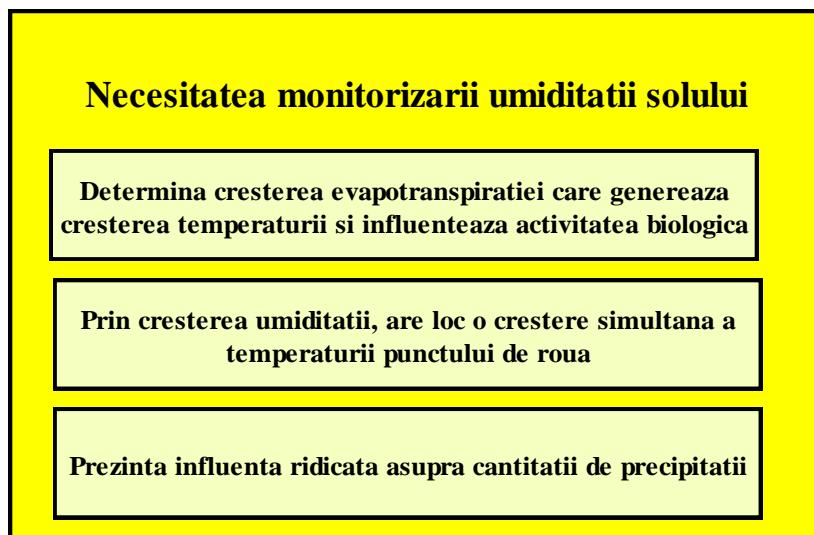 Necesitatea monitorizarii umiditatii solului
Determina cresterea evapotranspiratiei care genereaza
cresterea temperaturii si influenteaza activitatea biologica
Prin cresterea umiditatii, are loc o crestere simultana a
temperaturii punctului de roua
Prezinta influenta ridicata asupra cantitatii de precipitatii